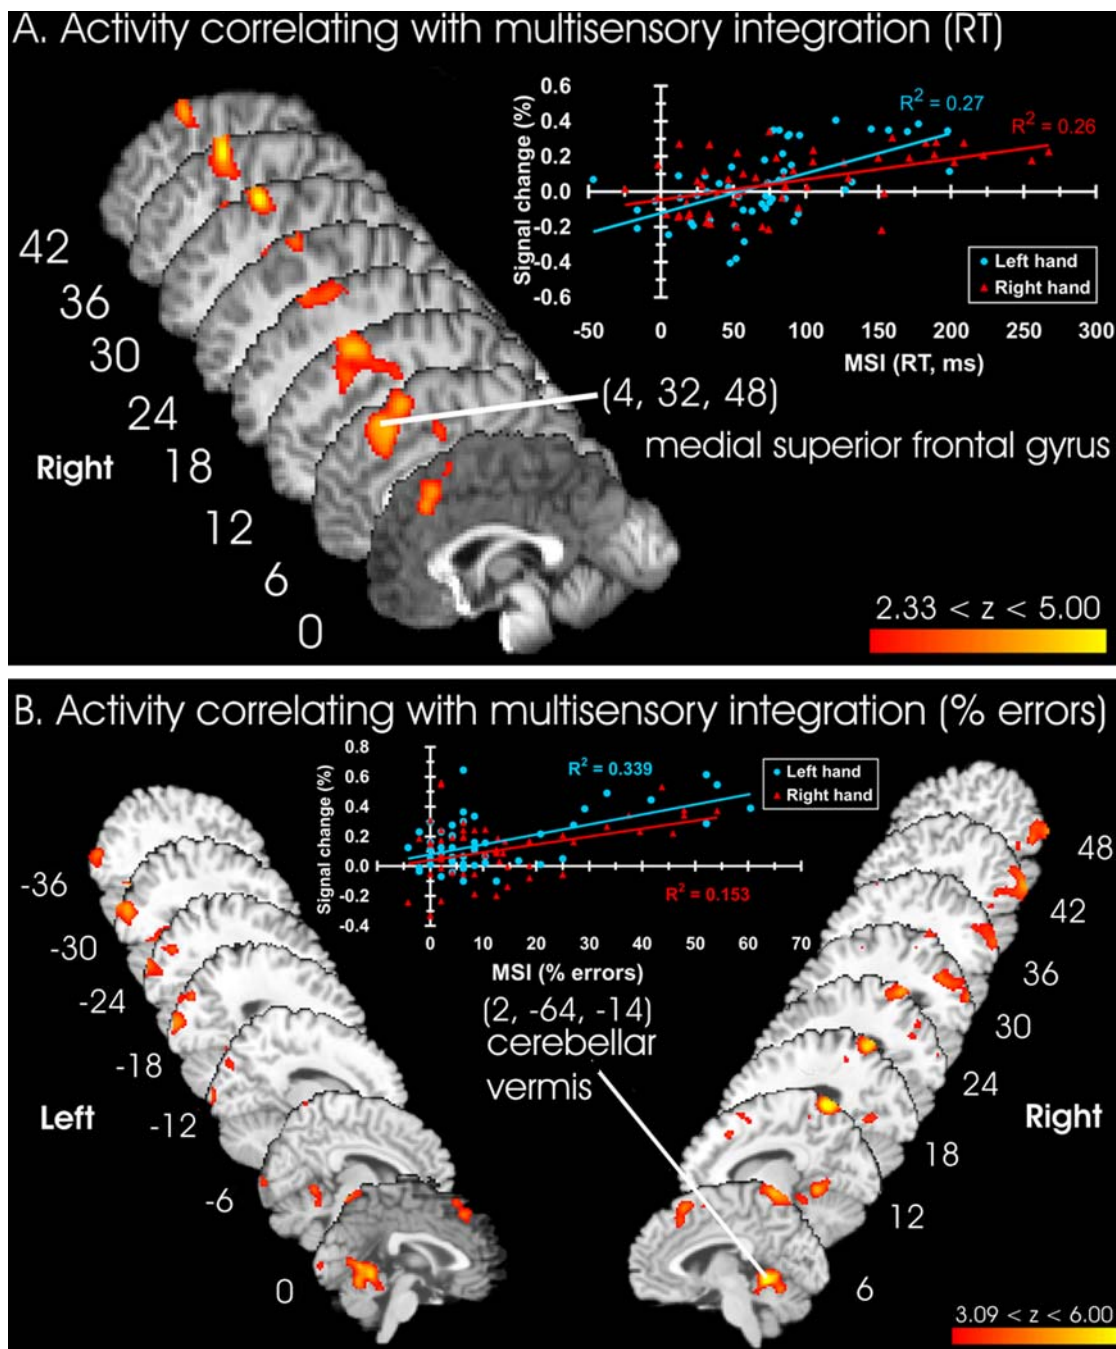 A. Activity correlating with multisensory integration (RT)
0.6
0.4
0.2
0.0
-0.2
-0.4
-0.6
Signal change (%)
R² = 0.27
R² = 0.26
Left hand
Right hand
-50 0 50 100 150 200 250 300
MSI (RT, ms)
(4, 32, 48)
medial superior frontal gyrus
42
36
30
24
Right
18
12
6
0
2.33 < z < 5.00
B. Activity correlating with multisensory integration (% errors)
0.8
0.6
0.4
0.2
0.0
-0.2
-0.4
Signal change (%)
R² = 0.339
Left hand
Right hand
R² = 0.153
0 10 20 30 40 50 60 70
MSI (% errors)
(2, -64, -14)
cerebellar
vermis
-36
-30
-24
-18
Left
-12
-6
0
48
42
36
30
24
Right
18
12
6
3.09 < z < 6.00